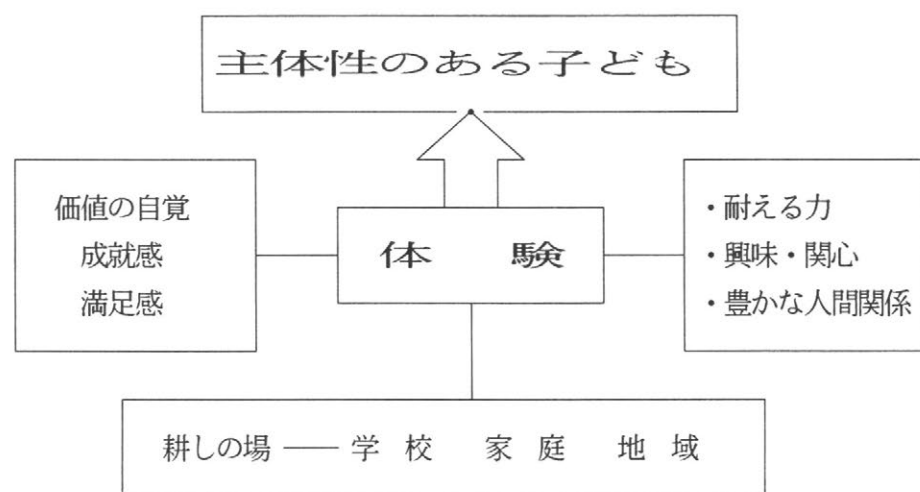 主体性のある子ども
価値の自覚
成就感
満足感
体験
・耐える力
・興味・関心
・豊かな人間関係
耕しの場 ―― 学校 家庭 地域